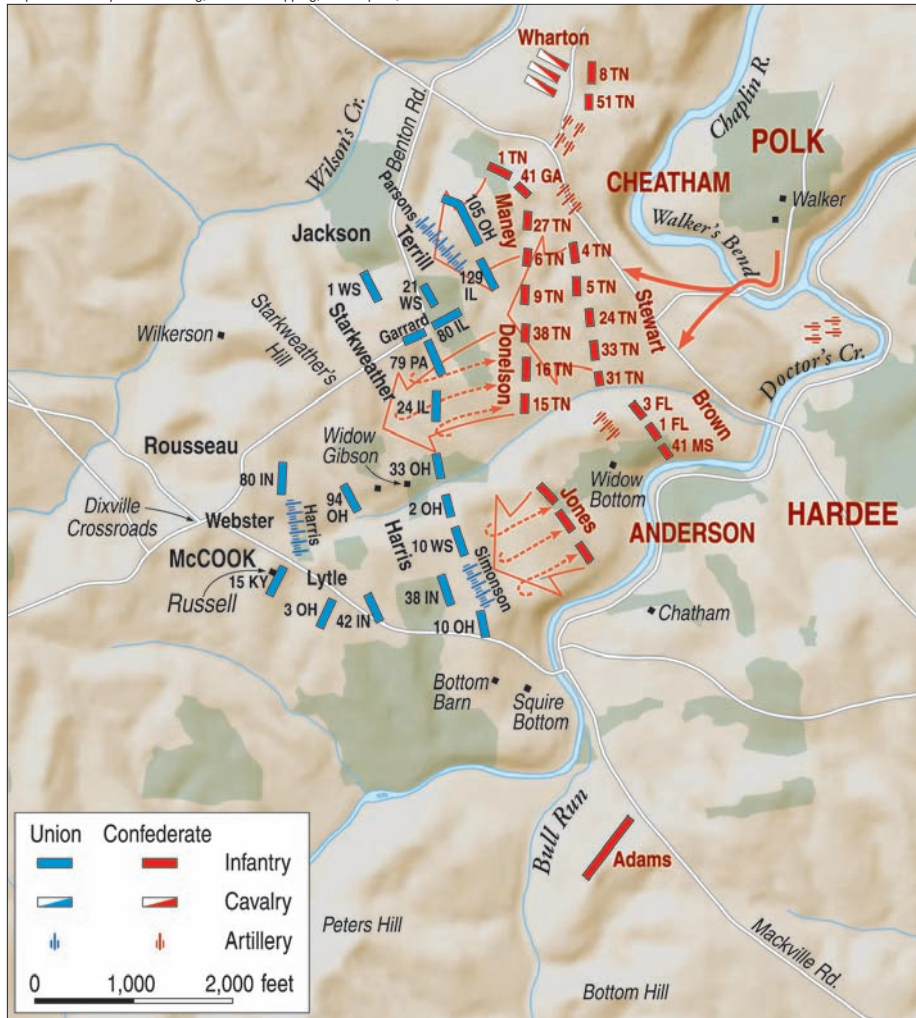 Wharton
8 TN
51 TN
Chaplin R.
POLK
Walker
Wilson's Cr.
Benton Rd.
1 TN
41 GA
CHEATHAM
Walker's Bend
Parsons
Terrill
105 OH
Maney
27 TN
Jackson
6 TN
4 TN
129
IL
1 WS
21
WS
9 TN
5 TN
Stewart
Starkweather
Garrard
80 IL
24 TN
Wilkerson
Starkweather's
Hill
Donelson
38 TN
33 TN
Doctor's Cr.
79 PA
16 TN
31 TN
24 IL
15 TN
3 FL
Brown
1 FL
41 MS
Rousseau
Widow
Gibson
33 OH
Widow
Bottom
80 IN
94
OH
2 OH
Jones
ANDERSON
HARDEE
Dixville
Crossroads
Webster
Harris
Harris
10 WS
McCOOK
Simonson
15 KY
Lytle
Russell
38 IN
3 OH
42 IN
10 OH
Chatham
Bottom
Barn
Squire
Bottom
Bull Run
Adams
Union Confederate
Infantry
Cavalry
Artillery
0 1,000 2,000 feet
Peters Hill
Mackville Rd.
Bottom Hill